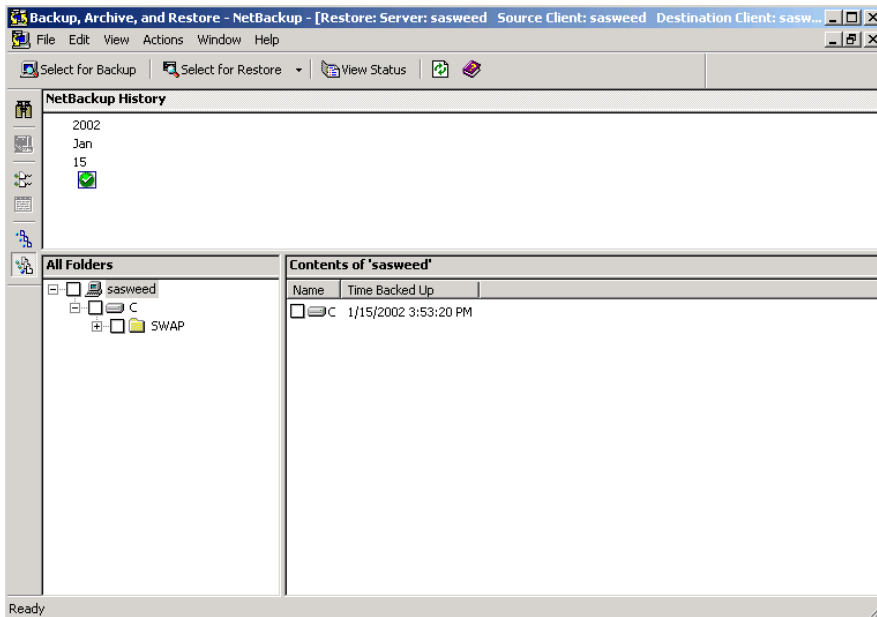 Backup, Archive, and Restore - NetBackup - [Restore: Server: sasweed Source Client: sasweed Destination Client: sasw...
File Edit View Actions Window Help
Select for Backup Select for Restore View Status
NetBackup History
2002
Jan
15
All Folders
Contents of 'sasweed'
sasweed
Name Time Backed Up
C
C 1/15/2002 3:53:20 PM
SWAP
Ready